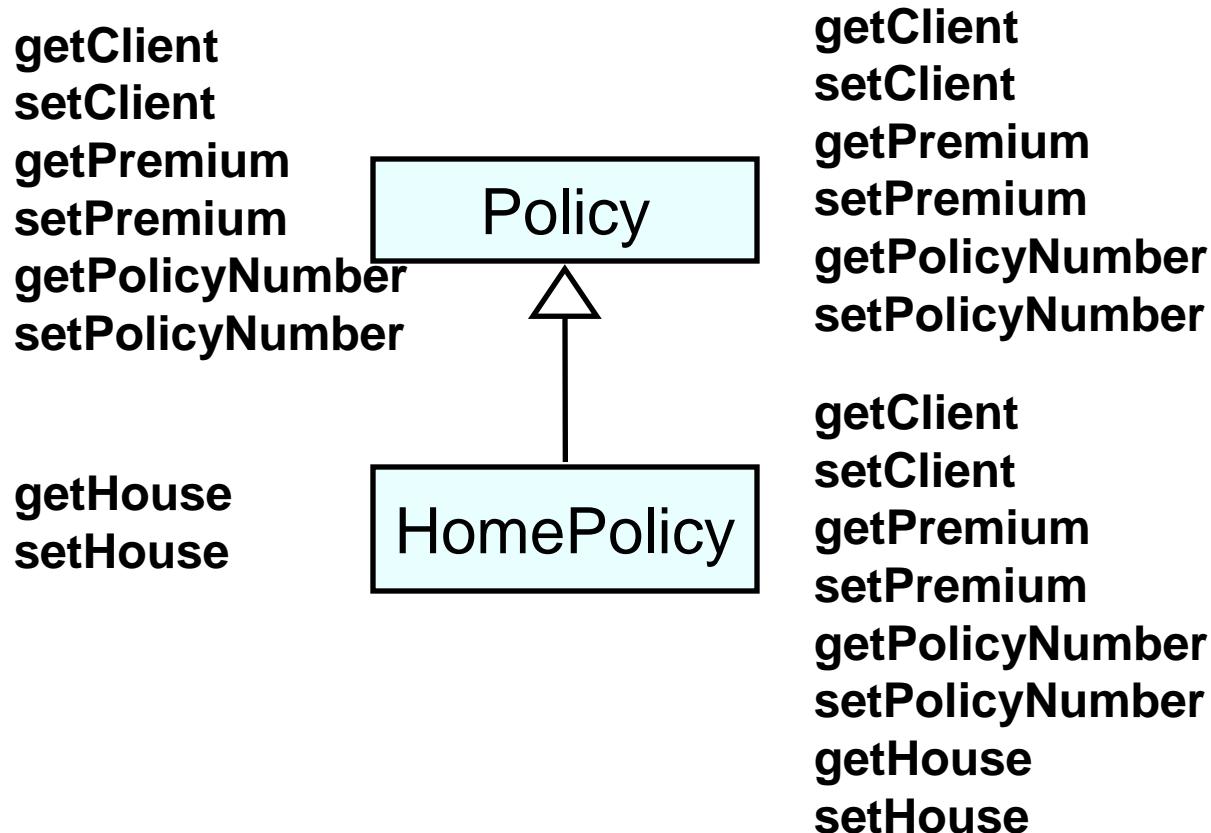 getClient
setClient
getPremium
setPremium
getPolicyNumber
setPolicyNumber
getHouse
setHouse
Policy
HomePolicy
getClient
setClient
getPremium
setPremium
getPolicyNumber
setPolicyNumber
getClient
setClient
getPremium
setPremium
getPolicyNumber
setPolicyNumber
getHouse
setHouse